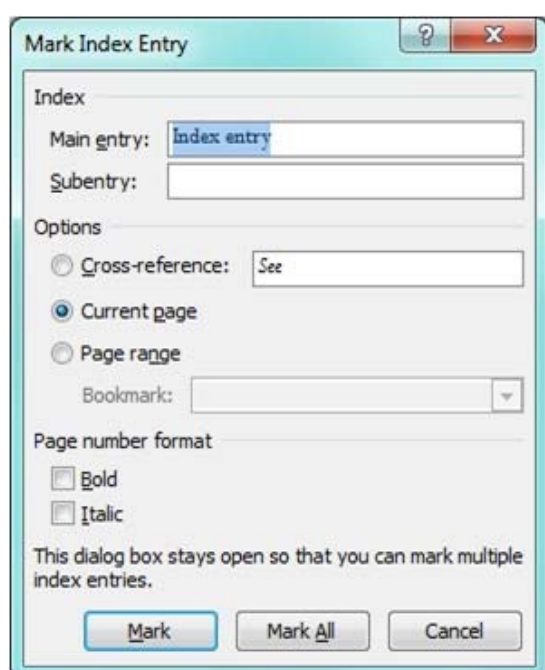 Mark Index Entry
Index
Main entry: Index entry
Subentry:
Options
Cross-reference: See
Current page
Page range
Bookmark:
Page number format
Bold
Italic
This dialog box stays open so that you can mark multiple
index entries.
Mark Mark All Cancel